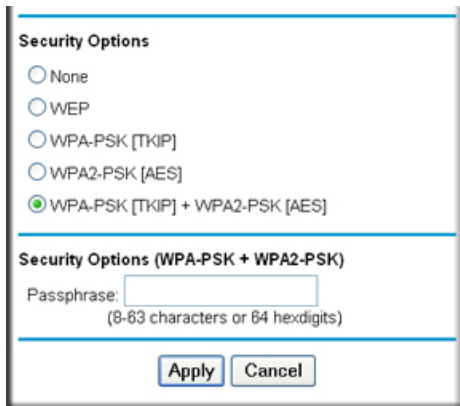 Security Options
None
WEP
WPA-PSK [TKIP]
WPA2-PSK [AES]
WPA-PSK [TKIP] + WPA2-PSK [AES]
Security Options (WPA-PSK + WPA2-PSK)
Passphrase:
(8-63 characters or 64 hexdigits)
Apply Cancel